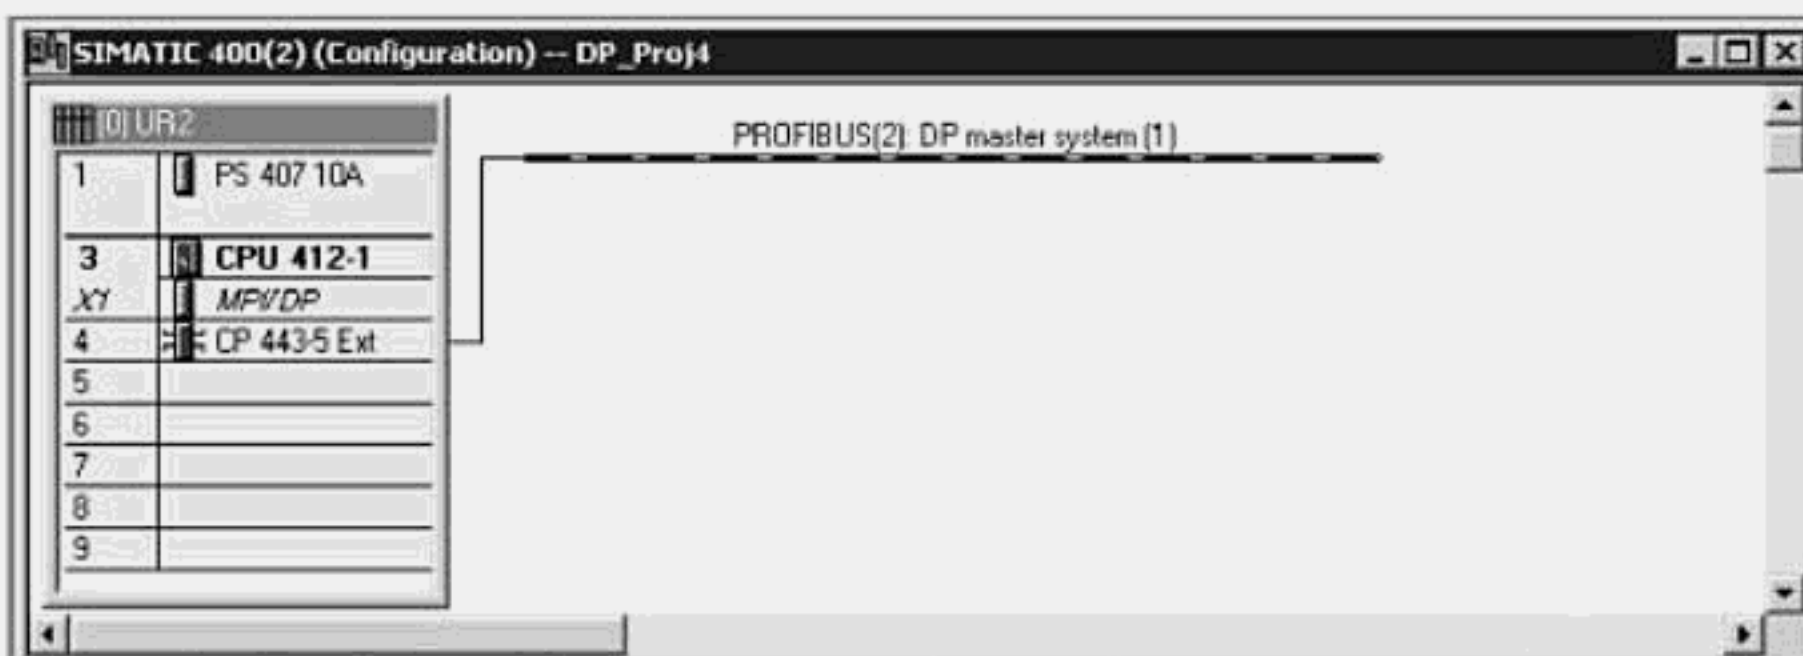 SIMATIC 400(2) (Configuration) -- DP_Proj4
(0) UR2
PROFIBUS(2): DP master system (1)
1 PS 407 10A
3 CPU 412-1
X1 MPI/DP
4 CP 443-5 Ext
5
6
7
8
9